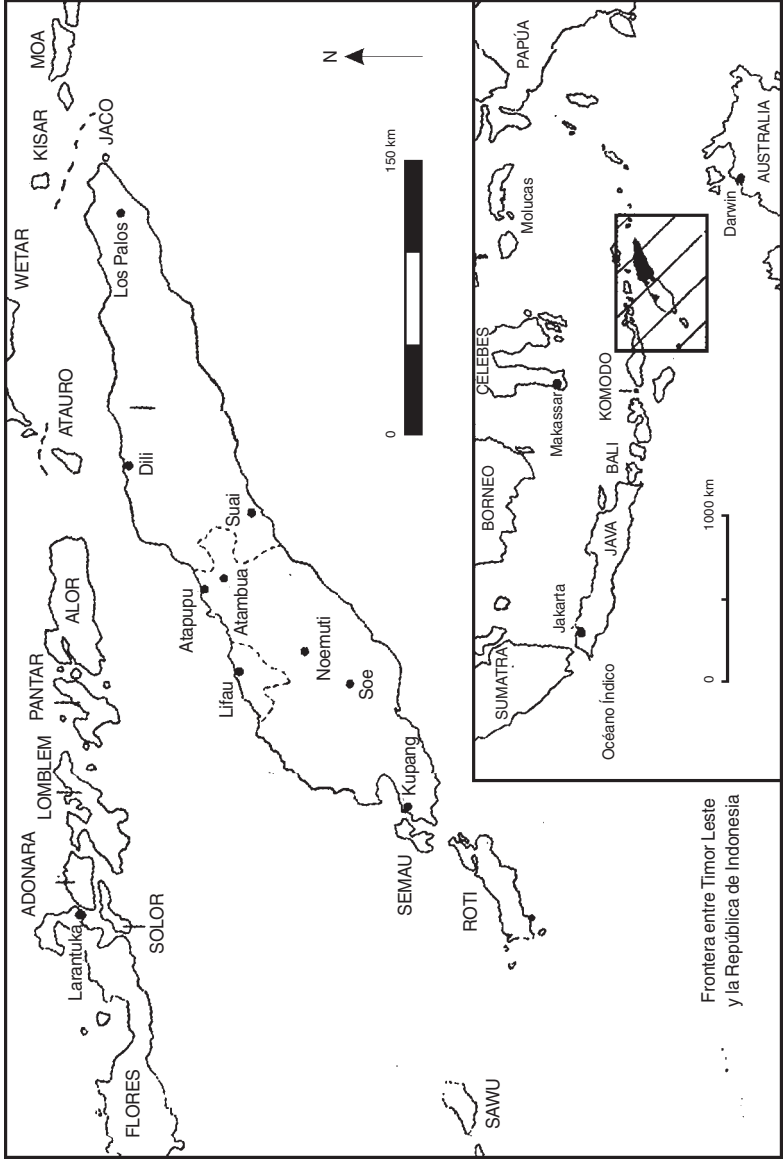 MOA
KISAR
WETAR
JACO
Los Palos
ATAURO
Dili
ALOR
PANTAR
LOMBLEM
ADONARA
Larantuka
SOLOR
FLORES
Suai
Atapupu
Atambua
Lifau
Noemuti
Soe
Kupang
SEMAU
ROTI
SAWU
N
0
150 km
Frontera entre Timor Leste
y la República de Indonesia
PAPÚA
Molucas
CELEBES
BORNEO
Makassar
SUMATRA
Jakarta
JAVA
BALI
KOMODO
Darwin
AUSTRALIA
Océano Índico
0
1000 km